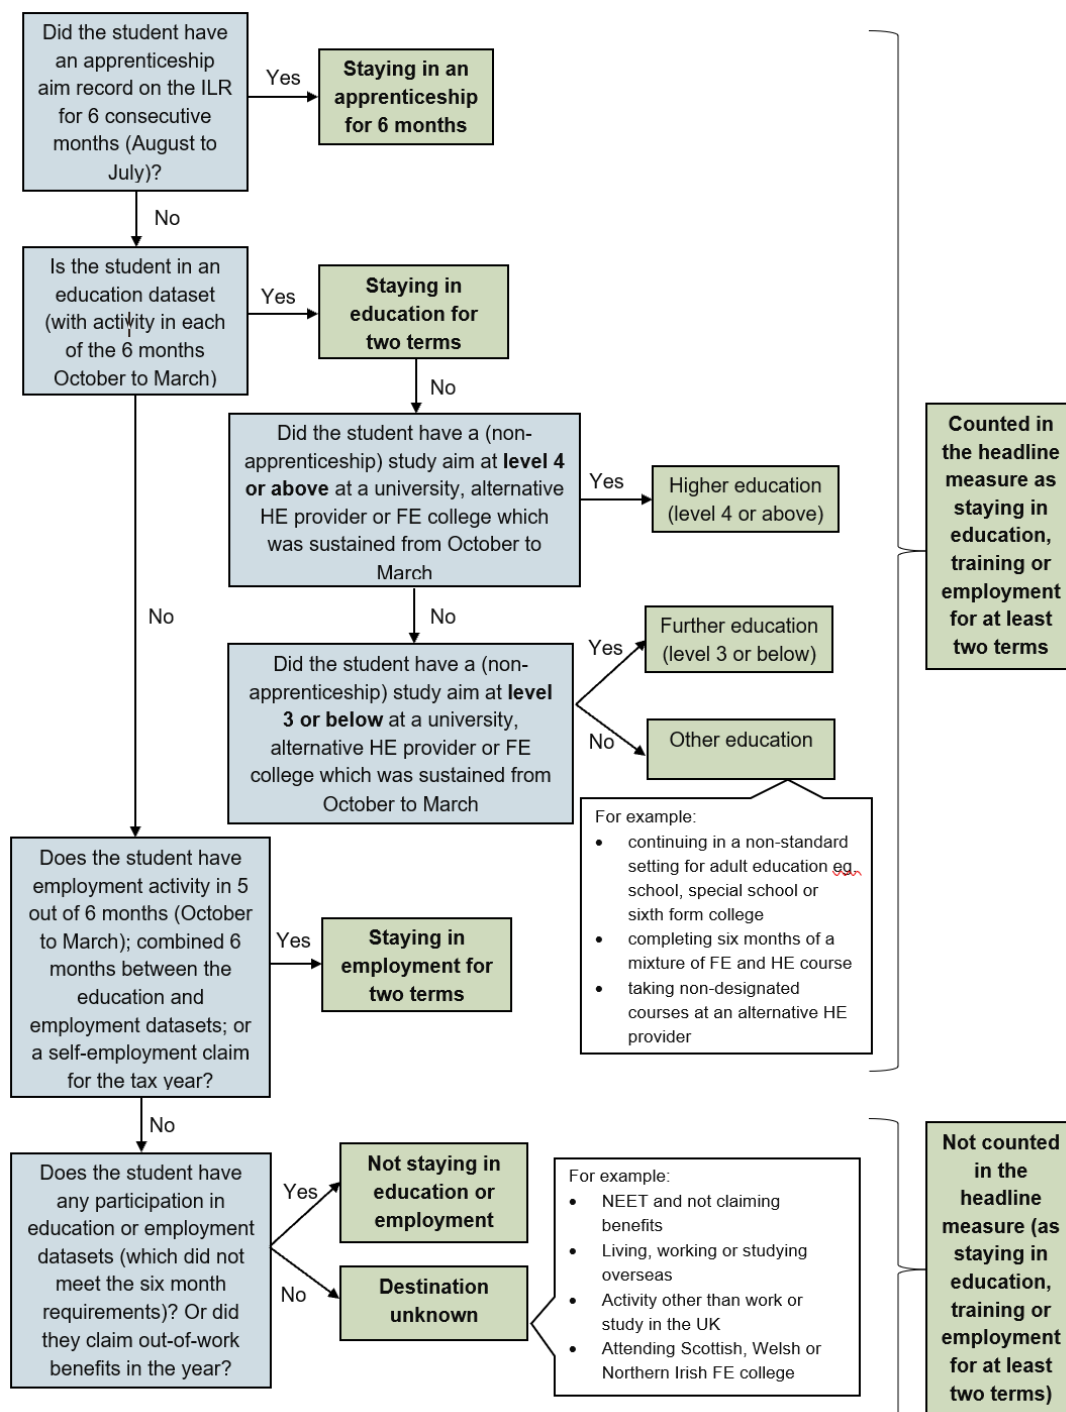 Did the student have
an apprenticeship
aim record on the ILR
for 6 consecutive
months (August to
July)?
Yes
Staying in an
apprenticeship
for 6 months
No
Is the student in an
education dataset
(with activity in each
of the 6 months
October to March)
Yes
Staying in
education for
two terms
No
Did the student have a (non-
apprenticeship) study aim at level 4
or above at a university, alternative
HE provider or FE college which
was sustained from October to
March
Yes
Higher education
(level 4 or above)
No
Did the student have a (non-
apprenticeship) study aim at level
3 or below at a university,
alternative HE provider or FE
college which was sustained from
October to March
Yes
Further education
(level 3 or below)
No
Other education
For example:
• continuing in a non-standard
setting for adult education eg.
school, special school or
sixth form college
• completing six months of a
mixture of FE and HE course
• taking non-designated
courses at an alternative HE
provider
No
Does the student have
employment activity in 5
out of 6 months (October
to March); combined 6
months between the
education and
employment datasets; or
a self-employment claim
for the tax year?
Yes
Staying in
employment for
two terms
Counted in
the headline
measure as
staying in
education,
training or
employment
for at least
two terms
No
Does the student have
any participation in
education or employment
datasets (which did not
meet the six month
requirements)? Or did
they claim out-of-work
benefits in the year?
Yes
Not staying in
education or
employment
No
Destination
unknown
For example:
• NEET and not claiming
benefits
• Living, working or studying
overseas
• Activity other than work or
study in the UK
• Attending Scottish, Welsh or
Northern Irish FE college
Not counted
in the
headline
measure (as
staying in
education,
training or
employment
for at least
two terms)